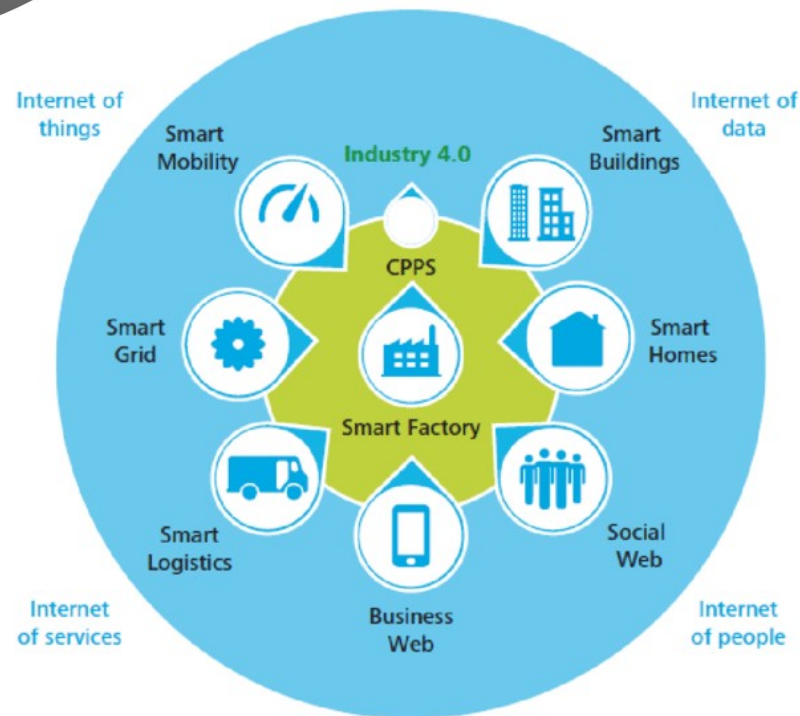 Internet of
things
Internet of
data
Smart
Mobility
Industry 4.0
Smart
Buildings
CPPS
Smart
Grid
Smart
Homes
Smart Factory
Smart
Logistics
Social
Web
Business
Web
Internet
of services
Internet
of people